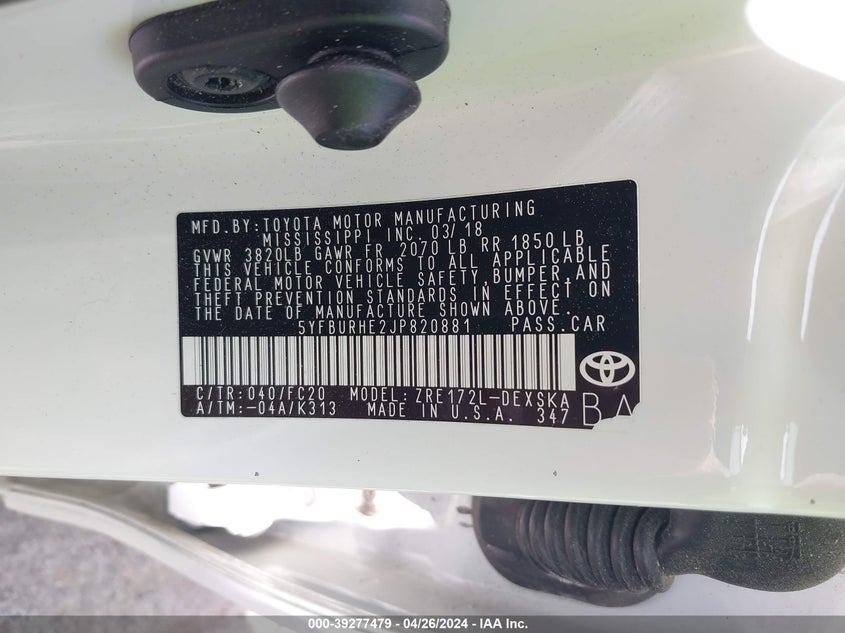 MFD.BY:TOYOTA MOTOR MANUFACTURING
MISSISSIPPI INC. 03/18
GVWR 3820LB GAWR FR 2070 LB RR 1850 LB
THIS VEHICLE CONFORMS TO ALL APPLICABLE
FEDERAL MOTOR VEHICLE SAFETY, BUMPER, AND
THEFT PREVENTION STANDARDS IN EFFECT ON
THE DATE OF MANUFACTURE SHOWN ABOVE.
5YFBURHE2JP820881 PASS.CAR
C/TR:040/FC20 MODEL: ZRE172L-DEXSKA
A/TM:-04A/K313 MADE IN U.S.A. 347
BA
000-39277479 - 04/26/2024 - IAA Inc.